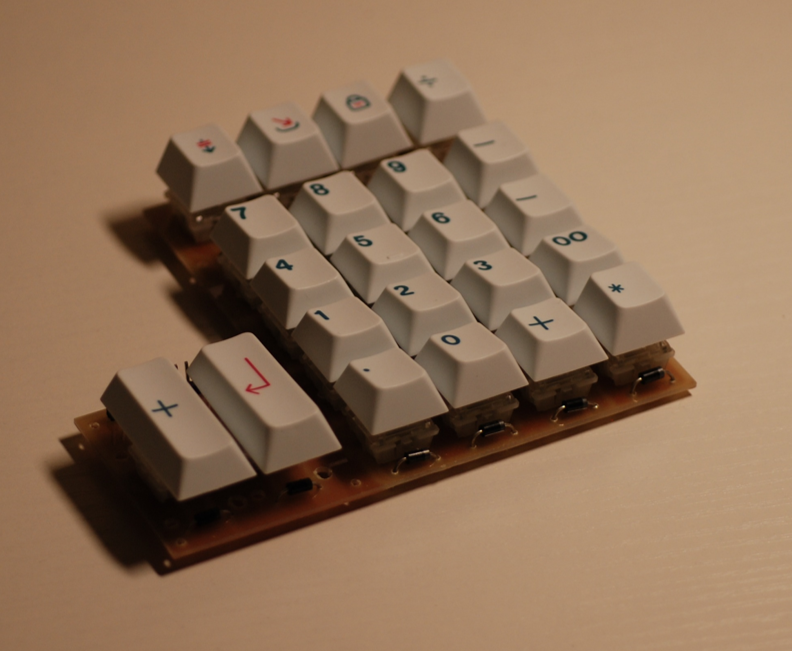 ÷
7 8 9 —
4 5 6 —
1 2 3 00
. 0 + *
+